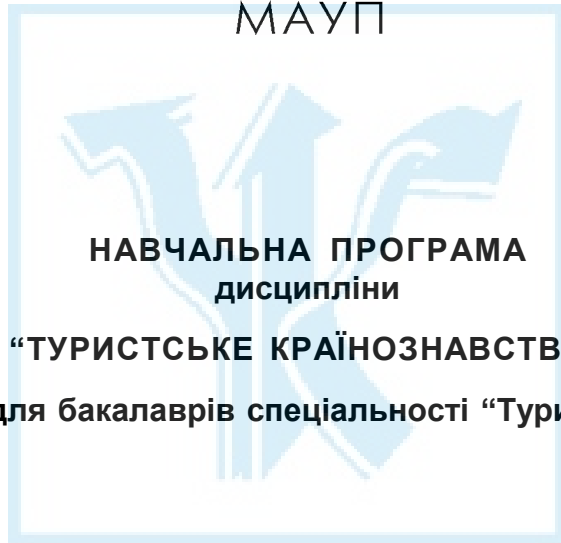 МАУП
НАВЧАЛЬНА ПРОГРАМА
дисципліни
“ТУРИСТСЬКЕ КРАЇНОЗНАВСТВ
для бакалаврів спеціальності “Тури